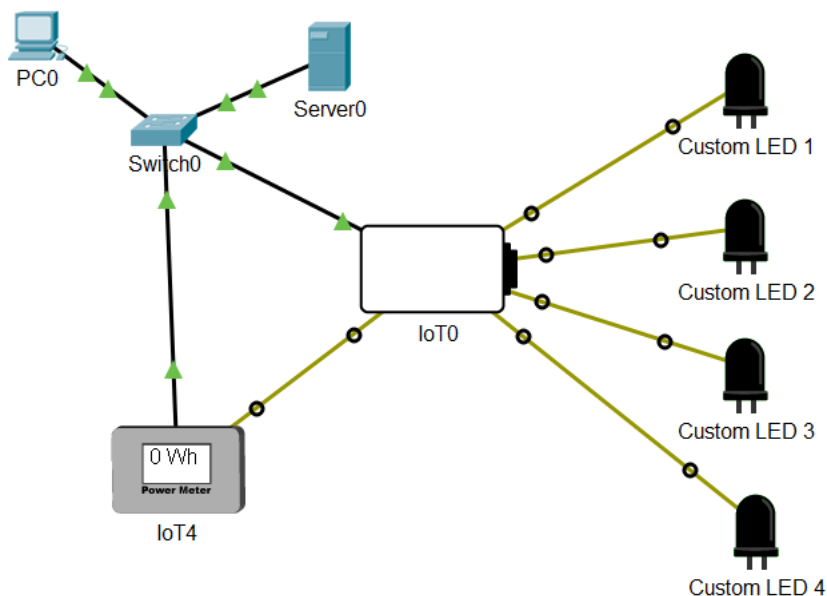 PC0
Server0
Switch0
Custom LED 1
Custom LED 2
IoT0
Custom LED 3
0 Wh
Power Meter
IoT4
Custom LED 4